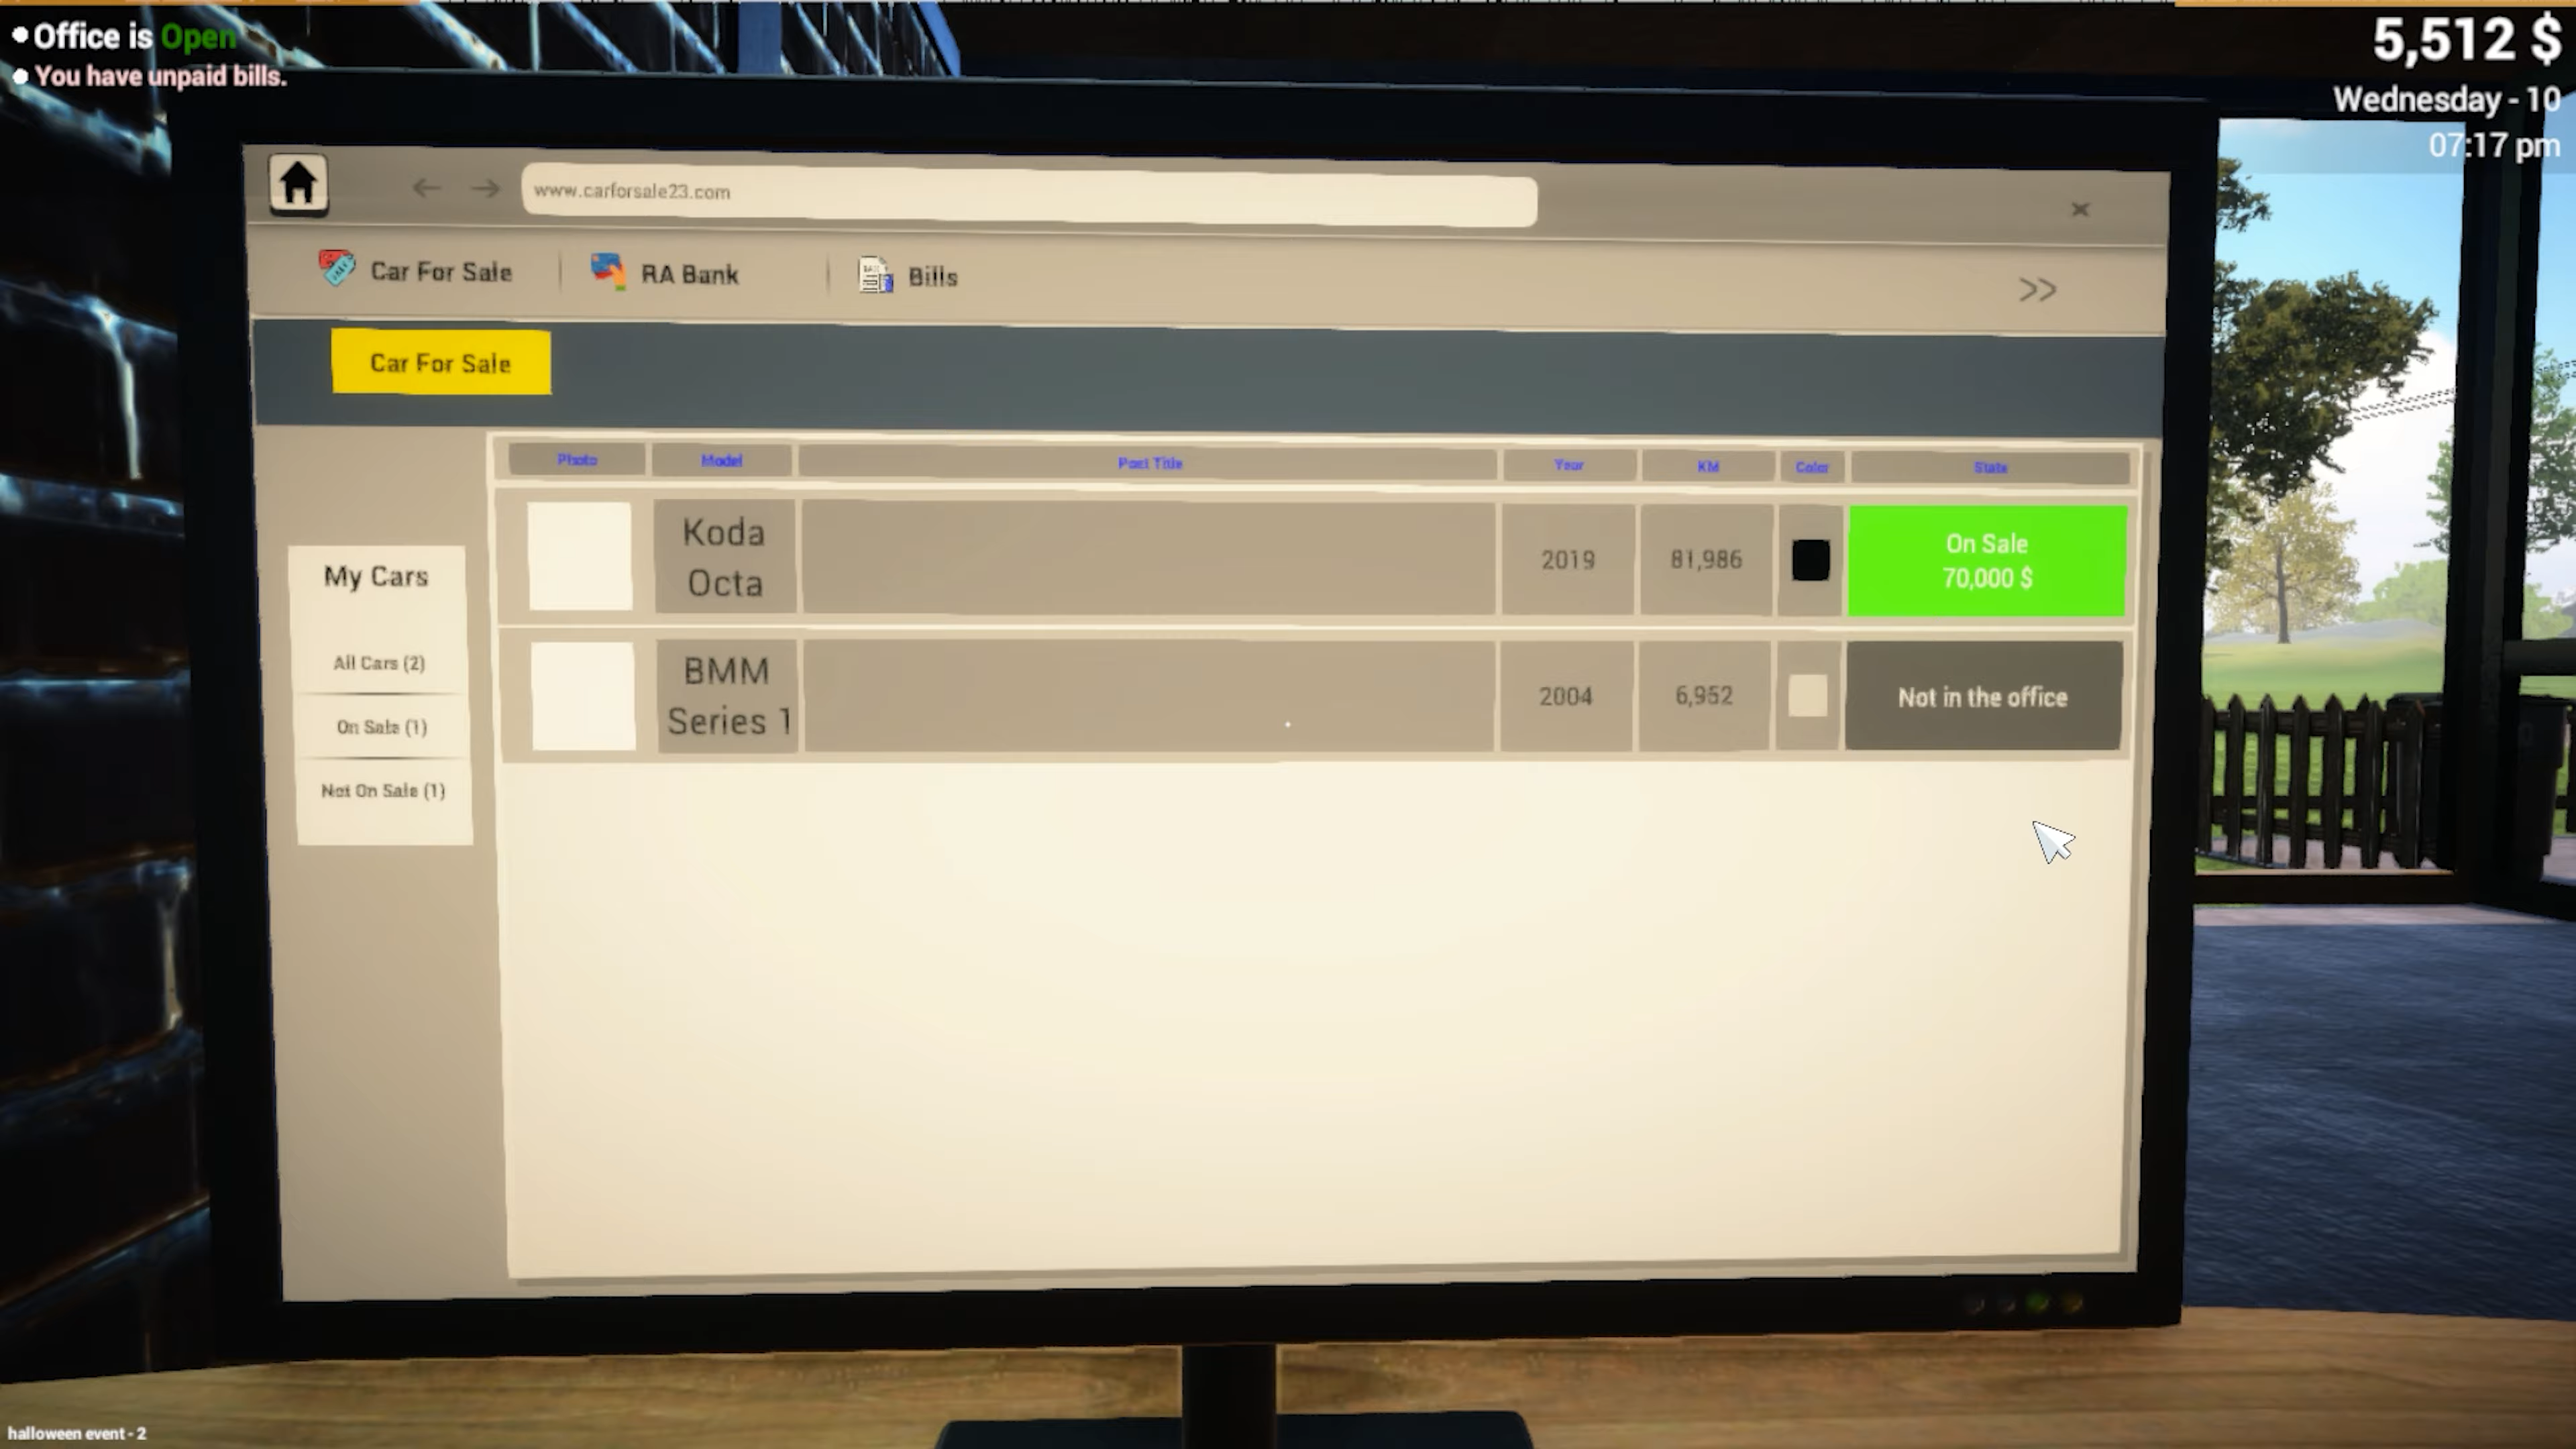 Office is Open
You have unpaid bills.
5,512 $
Wednesday - 10
07:17 pm
www.carforsale23.com
Car For Sale
RA Bank
Bills
>>
Car For Sale
Photo
Model
Post Title
Year
KM
Color
State
Koda
Octa
2019
81,986
On Sale
70,000 $
BMM
Series 1
2004
6,952
Not in the office
My Cars
All Cars (2)
On Sale (1)
Not On Sale (1)
halloween event - 2